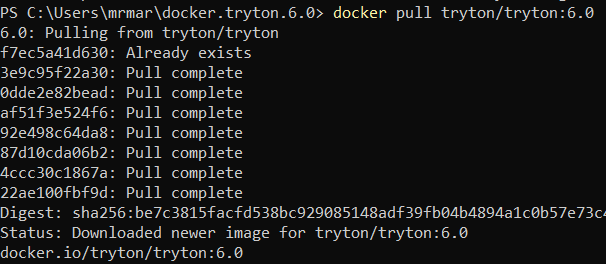 PS C:\Users\mrmar\docker.tryton.6.0> docker pull tryton/tryton:6.0
6.0: Pulling from tryton/tryton
f7ec5a41d630: Already exists
3e9c95f22a30: Pull complete
0dde2e82bead: Pull complete
af51f3e524f6: Pull complete
92e498c64da8: Pull complete
87d10cda06b2: Pull complete
4ccc30c1867a: Pull complete
22ae100fbf9d: Pull complete
Digest: sha256:be7c3815facfd538bc929085148adf39fb04b4894a1c0b57e73c4
Status: Downloaded newer image for tryton/tryton:6.0
docker.io/tryton/tryton:6.0